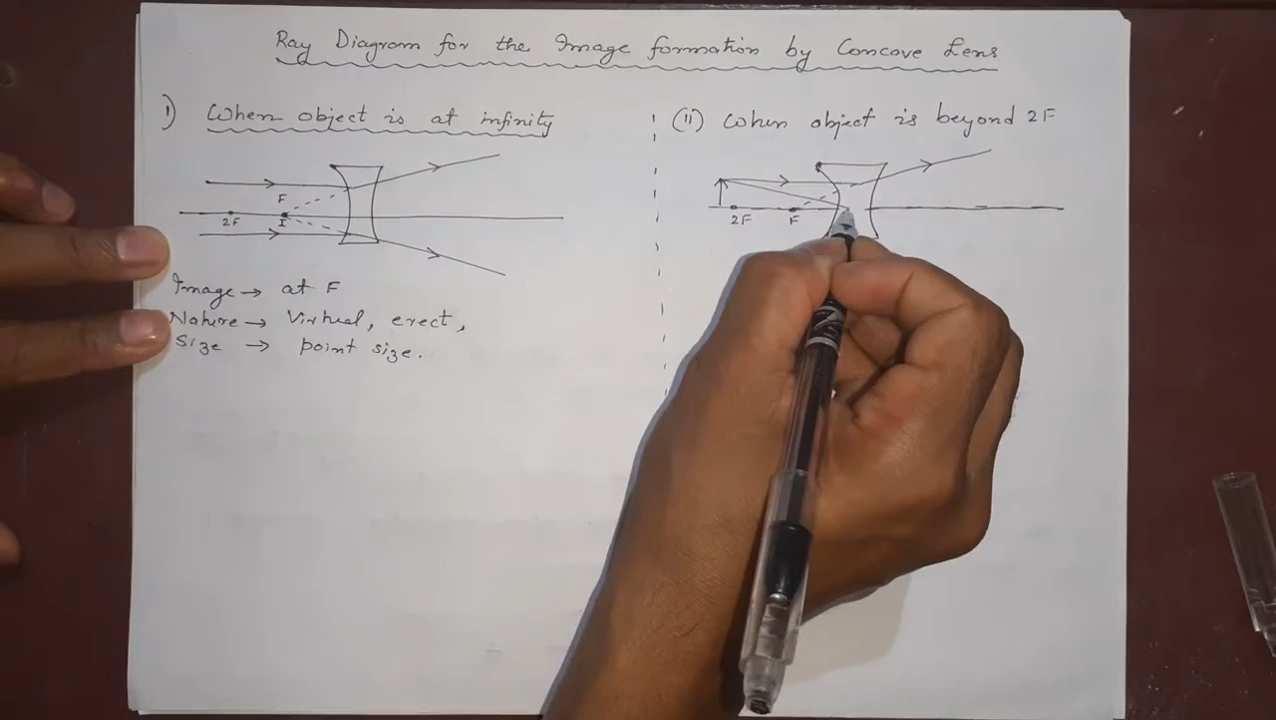 Ray Diagram for the Image formation by Concave Lens
I) When object is at infinity
F
2F
I
Image → at F
Nature → Virtual, erect,
Size → point size.
(II) When object is beyond 2F
2F F